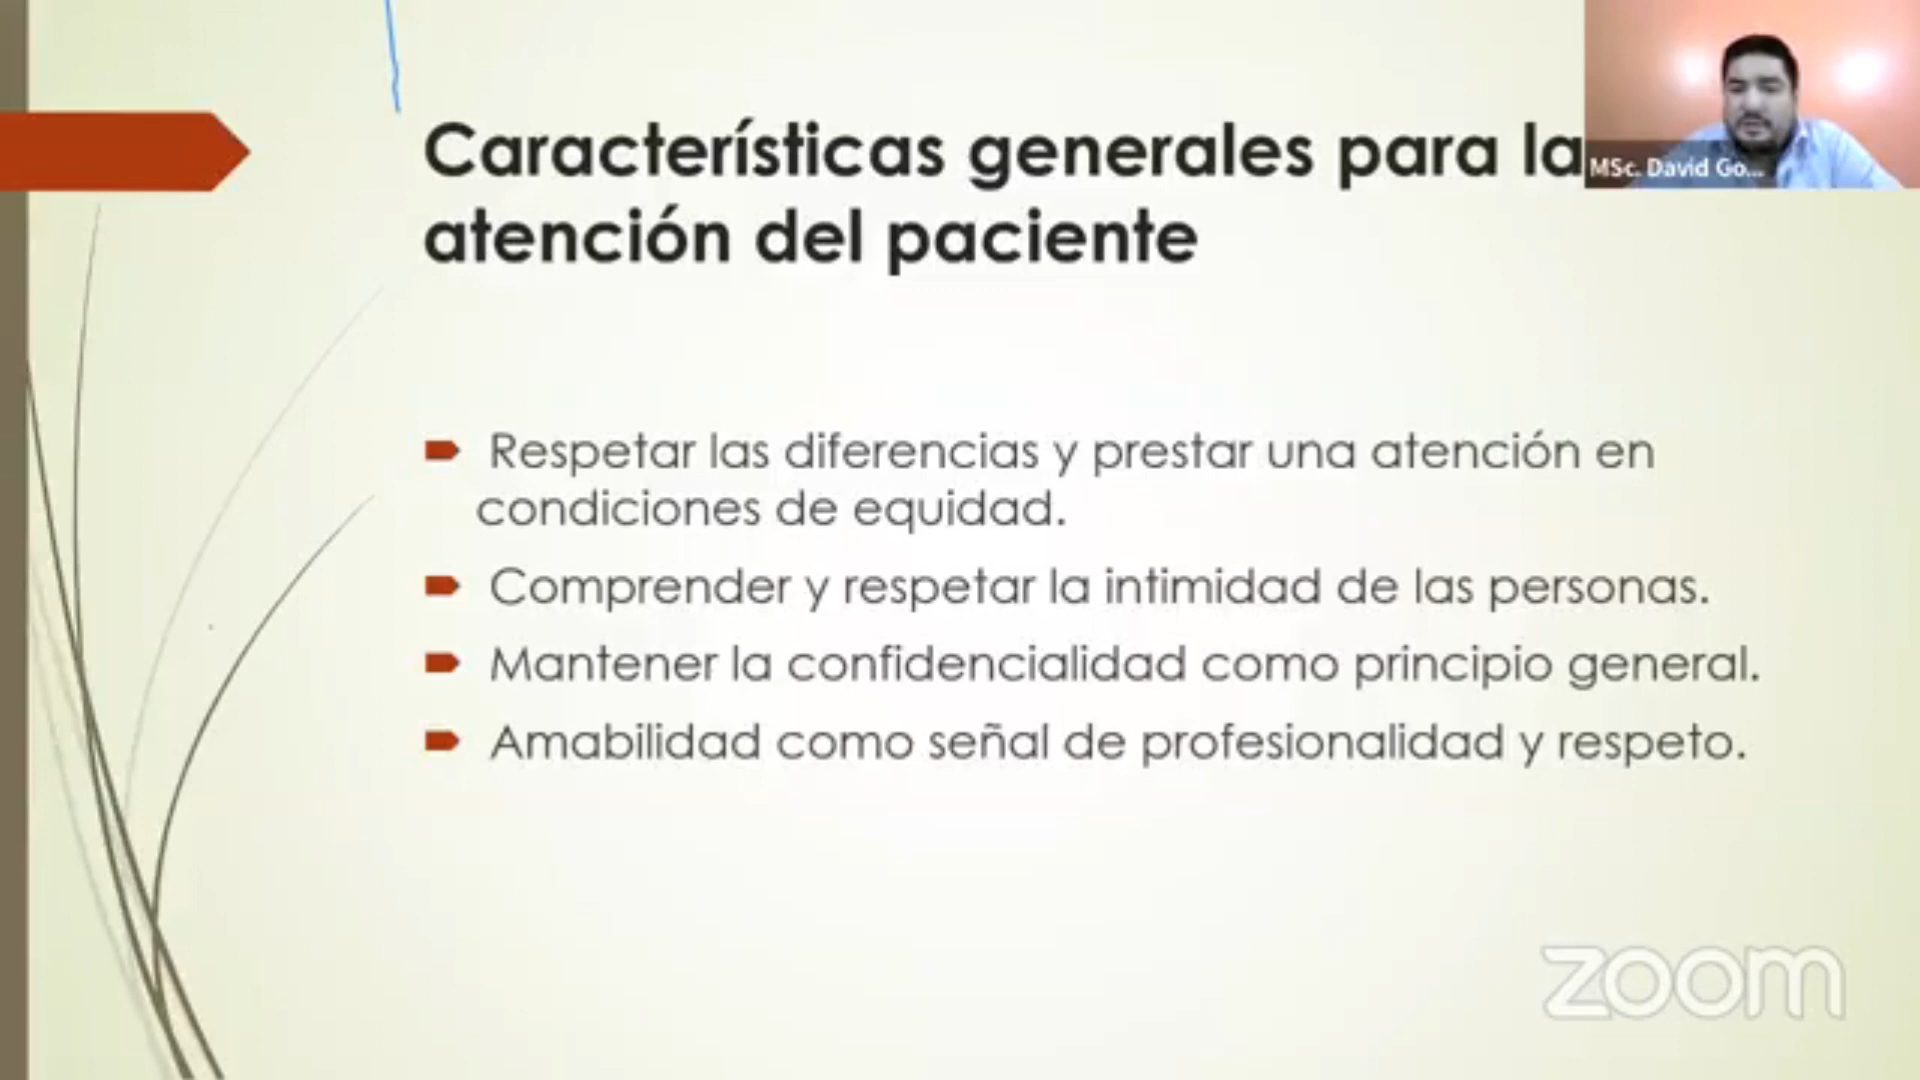 Características generales para la
atención del paciente
MSc. David Go...
Respetar las diferencias y prestar una atención en
condiciones de equidad.
Comprender y respetar la intimidad de las personas.
Mantener la confidencialidad como principio general.
Amabilidad como señal de profesionalidad y respeto.
zoom